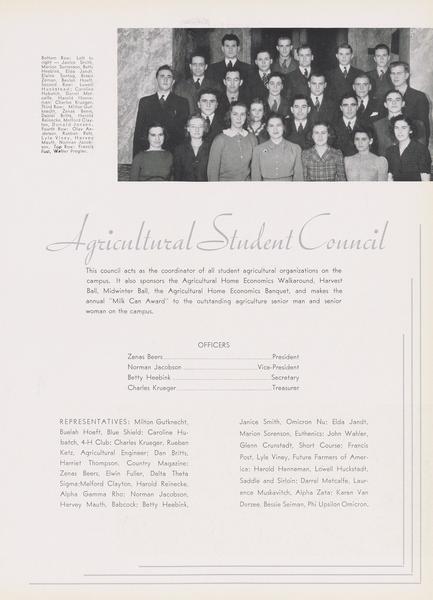 Bottom Row: Left to
right — Janice Smith,
Marion Sorenson, Betty
Heebink, Elda Jandt,
Elaine Sontag, Bessie
Zeman Beulah Hoeft,
Second Row: Lowell
Huckstead; Caroline
Hubatch, Darrel Met-
calfe, Harold Henne-
man; Charles Krueger,
Third Row: Milton Gut-
knecht, Zenas Beers,
Daniel Britts, Harold
Reinecke, Melford Clay-
ton, Donald Jensen,
Fourth Row: Olav An-
derson, Rueben Ketz,
Lyle Viney, Harvey
Mauth, Norman Jacob-
son, Top Row: Francis
Post, Walter Pregler.
Agricultural Student Council
This council acts as the coordinator of all student agricultural organizations on the
campus. It also sponsors the Agricultural Home Economics Walkaround, Harvest
Ball, Midwinter Ball, the Agricultural Home Economics Banquet, and makes the
annual "Milk Can Award" to the outstanding agriculture senior man and senior
woman on the campus.
OFFICERS
Zenas Beers President
Norman Jacobson Vice-President
Betty Heebink Secretary
Charles Krueger Treasurer
REPRESENTATIVES: Milton Gutknecht,
Buelah Hoeft, Blue Shield; Caroline Hu-
batch, 4-H Club; Charles Krueger, Rueben
Ketz, Agricultural Engineer; Dan Britts,
Harriet Thompson, Country Magazine;
Zenas Beers, Elwin Fuller, Delta Theta
Sigma; Melford Clayton, Harold Reinecke,
Alpha Gamma Rho; Norman Jacobson,
Harvey Mauth, Babcock; Betty Heebink,
Janice Smith, Omicron Nu; Elda Jandt,
Marion Sorenson, Euthenics; John Wahler,
Glenn Crunstadt, Short Course; Francis
Post, Lyle Viney, Future Farmers of Amer-
ica; Harold Henneman, Lowell Huckstadt,
Saddle and Sirloin; Darrel Metcalfe, Laur-
ence Muskavitch, Alpha Zata; Karen Van
Derzee, Bessie Seiman, Phi Upsilon Omicron.